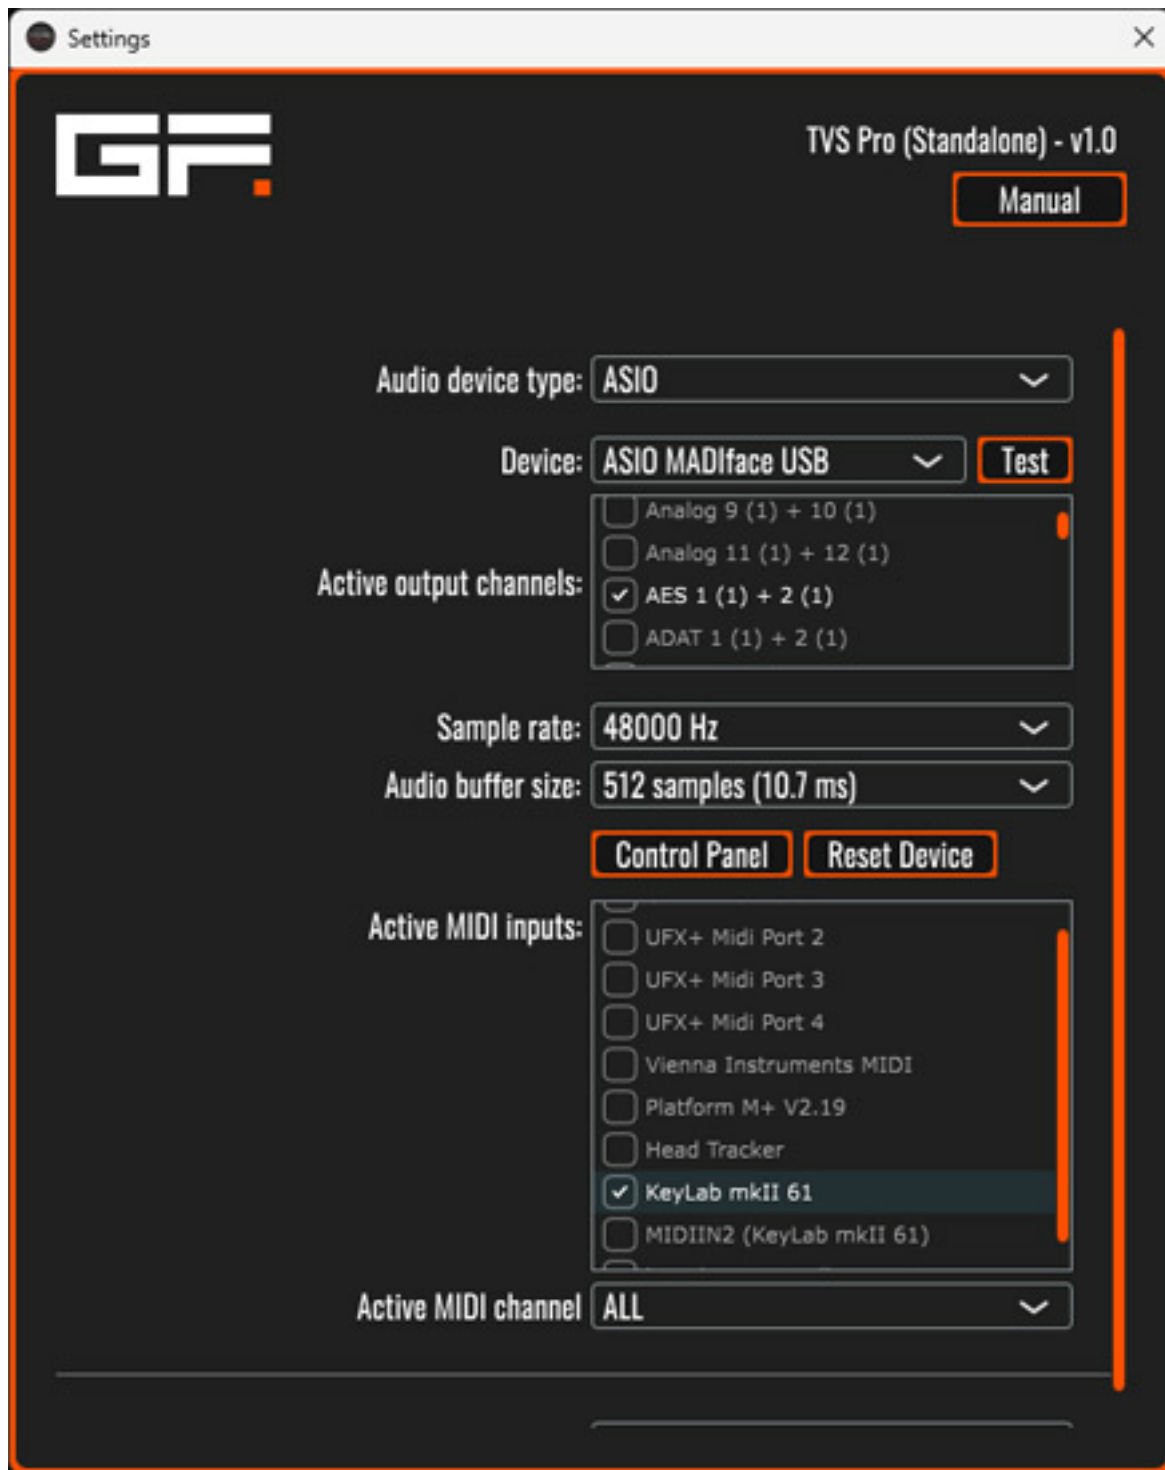 Settings
GF.
TVS Pro (Standalone) - v1.0
Manual
Audio device type: ASIO
Device: ASIO MADIface USB Test
Active output channels:
Analog 9 (1) + 10 (1)
Analog 11 (1) + 12 (1)
AES 1 (1) + 2 (1)
ADAT 1 (1) + 2 (1)
Sample rate: 48000 Hz
Audio buffer size: 512 samples (10.7 ms)
Control Panel Reset Device
Active MIDI inputs:
UFX+ Midi Port 2
UFX+ Midi Port 3
UFX+ Midi Port 4
Vienna Instruments MIDI
Platform M+ V2.19
Head Tracker
KeyLab mkII 61
MIDIIN2 (KeyLab mkII 61)
Active MIDI channel ALL